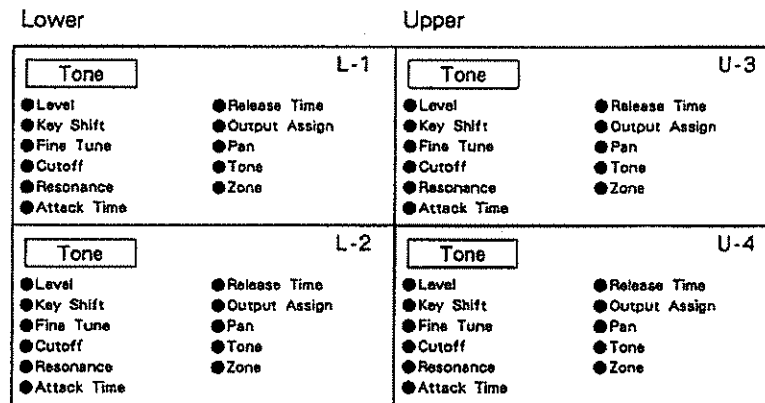 Lower
Upper
Tone
L-1
Level
Key Shift
Fine Tune
Cutoff
Resonance
Attack Time
Release Time
Output Assign
Pan
Tone
Zone
Tone
U-3
Level
Key Shift
Fine Tune
Cutoff
Resonance
Attack Time
Release Time
Output Assign
Pan
Tone
Zone
Tone
L-2
Level
Key Shift
Fine Tune
Cutoff
Resonance
Attack Time
Release Time
Output Assign
Pan
Tone
Zone
Tone
U-4
Level
Key Shift
Fine Tune
Cutoff
Resonance
Attack Time
Release Time
Output Assign
Pan
Tone
Zone